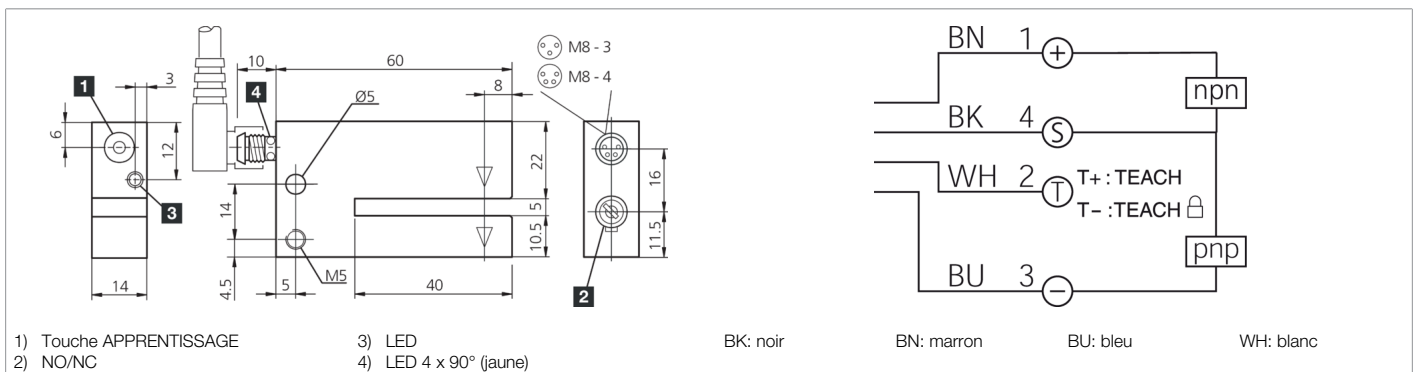 M8 - 3
M8 - 4
10
60
8
Ø5
3
1
4
6
12
3
14
22
5
10.5
14
4.5
5
M5
40
16
11.5
2
BN 1 +
npn
BK 4 S
WH 2 T T+ : TEACH
T- : TEACH
pnp
BU 3 −
1) Touche APPRENTISSAGE
2) NO/NC
3) LED
4) LED 4 x 90° (jaune)
BK: noir
BN: marron
BU: bleu
WH: blanc